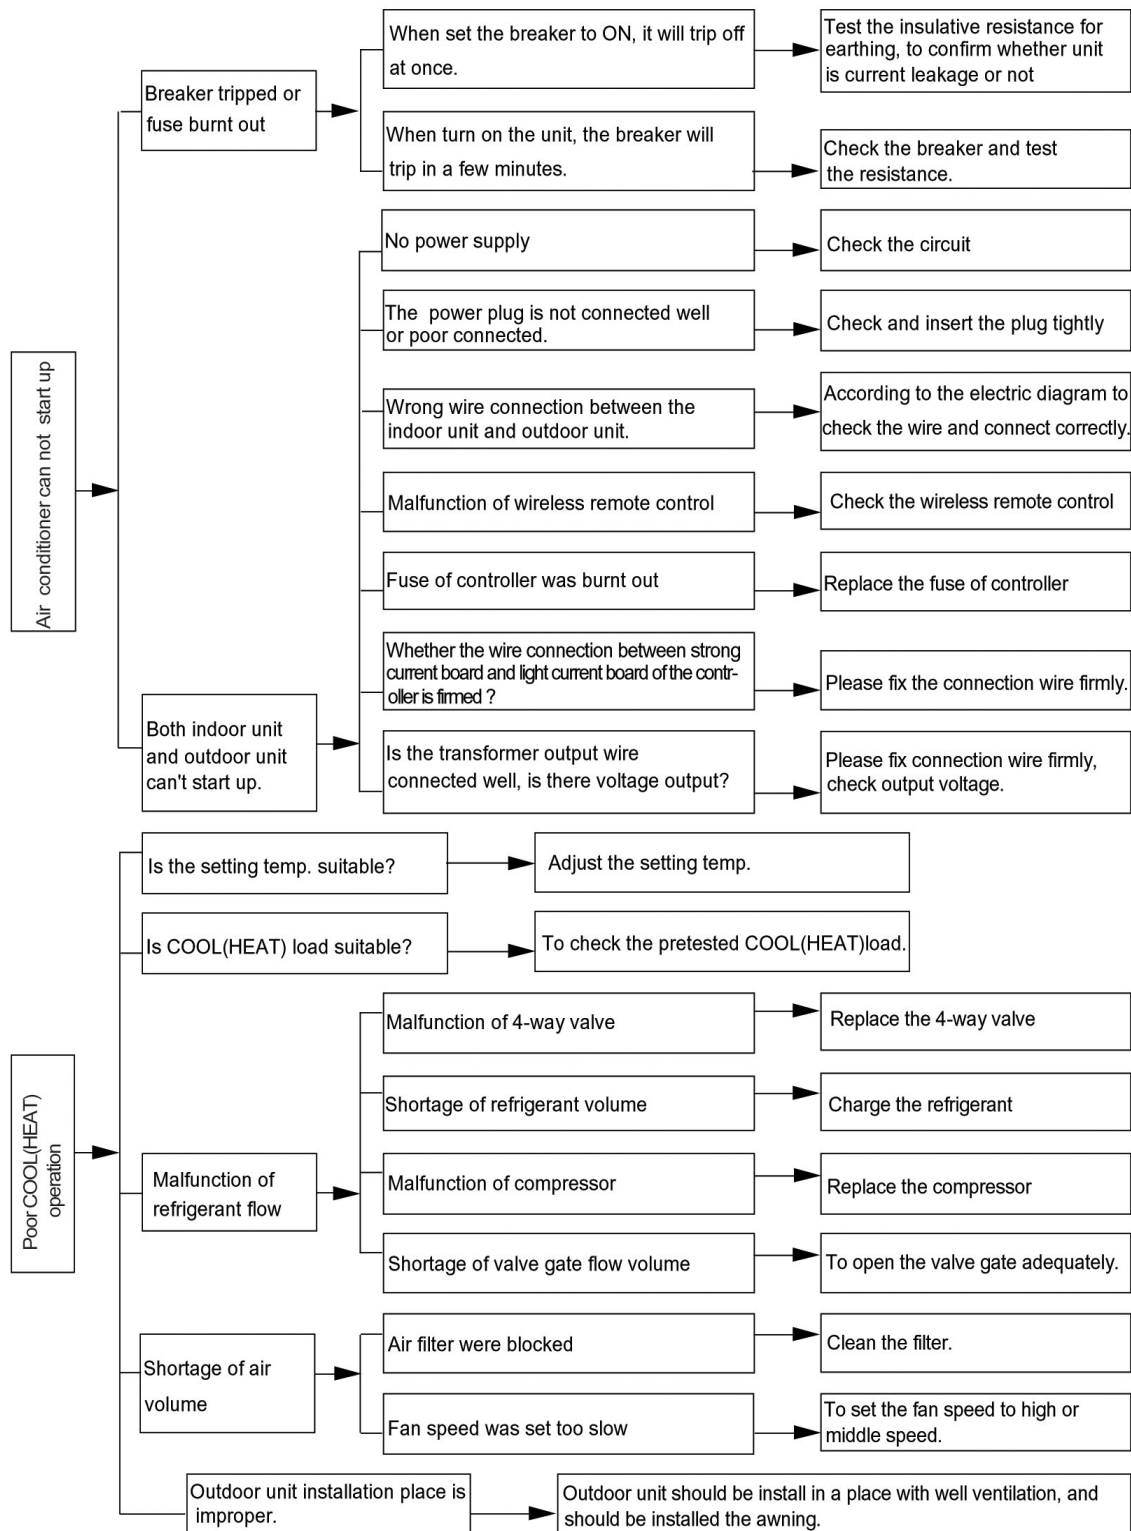 Air conditioner can not start up
Breaker tripped or
fuse burnt out
When set the breaker to ON, it will trip off
at once.
Test the insulative resistance for
earthing, to confirm whether unit
is current leakage or not
When turn on the unit, the breaker will
trip in a few minutes.
Check the breaker and test
the resistance.
Both indoor unit
and outdoor unit
can't start up.
No power supply
Check the circuit
The power plug is not connected well
or poor connected.
Check and insert the plug tightly
Wrong wire connection between the
indoor unit and outdoor unit.
According to the electric diagram to
check the wire and connect correctly.
Malfunction of wireless remote control
Check the wireless remote control
Fuse of controller was burnt out
Replace the fuse of controller
Whether the wire connection between strong
current board and light current board of the contr-
oller is firmed ?
Please fix the connection wire firmly.
Is the transformer output wire
connected well, is there voltage output?
Please fix connection wire firmly,
check output voltage.
Poor COOL(HEAT)
operation
Is the setting temp. suitable?
Adjust the setting temp.
Is COOL(HEAT) load suitable?
To check the pretested COOL(HEAT)load.
Malfunction of
refrigerant flow
Malfunction of 4-way valve
Replace the 4-way valve
Shortage of refrigerant volume
Charge the refrigerant
Malfunction of compressor
Replace the compressor
Shortage of valve gate flow volume
To open the valve gate adequately.
Shortage of air
volume
Air filter were blocked
Clean the filter.
Fan speed was set too slow
To set the fan speed to high or
middle speed.
Outdoor unit installation place is
improper.
Outdoor unit should be install in a place with well ventilation, and
should be installed the awning.